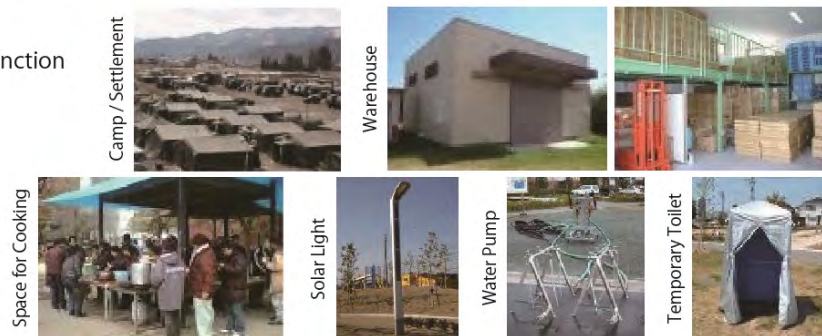 nction
Camp / Settlement
Warehouse
Space for Cooking
Solar Light
Water Pump
Temporary Toilet